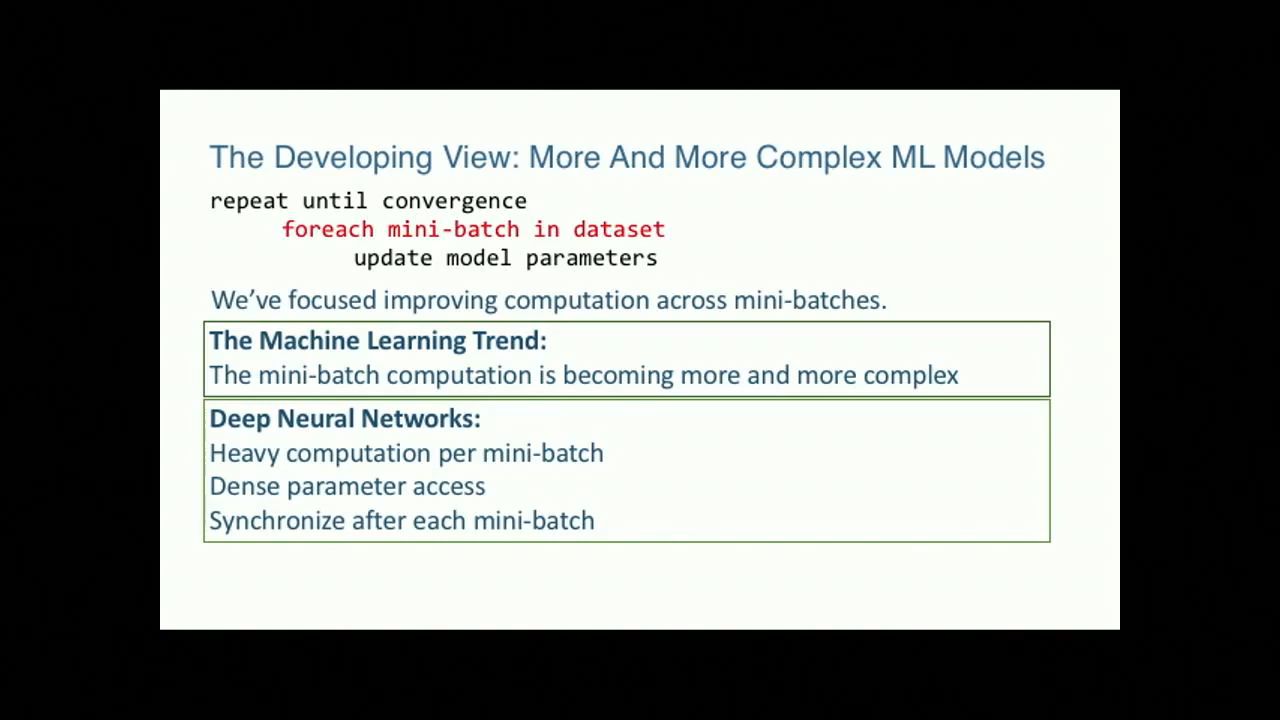 The Developing View: More And More Complex ML Models
repeat until convergence
foreach mini-batch in dataset
update model parameters
We’ve focused improving computation across mini-batches.
The Machine Learning Trend:
The mini-batch computation is becoming more and more complex
Deep Neural Networks:
Heavy computation per mini-batch
Dense parameter access
Synchronize after each mini-batch